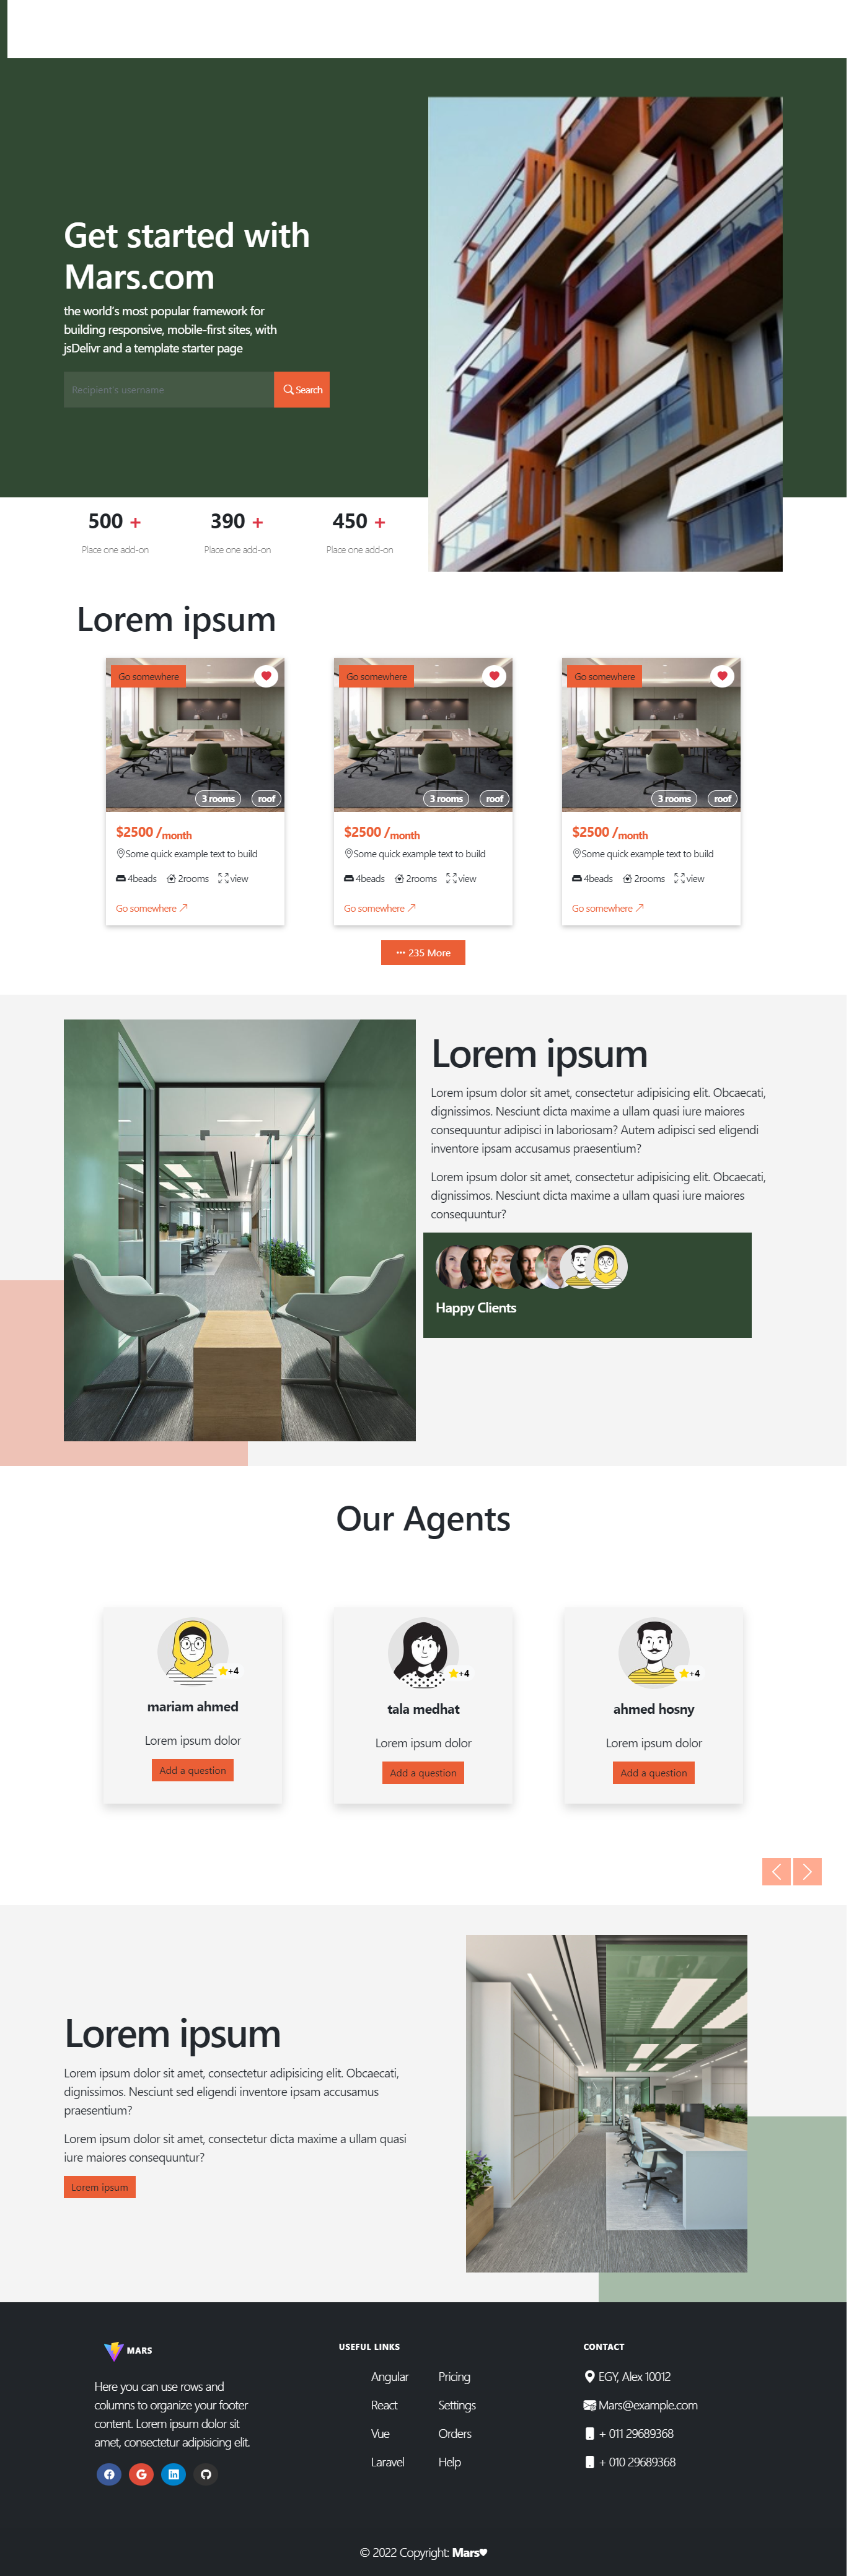 Get started with
Mars.com
the world's most popular framework for
building responsive, mobile-first sites, with
jsDelivr and a template starter page
Recipient's username
Search
500 + 390 + 450 +
Place one add-on Place one add-on Place one add-on
Lorem ipsum
Go somewhere Go somewhere Go somewhere
3 rooms roof 3 rooms roof 3 rooms roof
$2500 /month $2500 /month $2500 /month
Some quick example text to build Some quick example text to build Some quick example text to build
4beads 2rooms view 4beads 2rooms view 4beads 2rooms view
Go somewhere Go somewhere Go somewhere
235 More
Lorem ipsum
Lorem ipsum dolor sit amet, consectetur adipisicing elit. Obcaecati,
dignissimos. Nesciunt dicta maxime a ullam quasi iure maiores
consequuntur adipisci in laboriosam? Autem adipisci sed eligendi
inventore ipsam accusamus praesentium?
Lorem ipsum dolor sit amet, consectetur adipisicing elit. Obcaecati,
dignissimos. Nesciunt dicta maxime a ullam quasi iure maiores
consequuntur?
Happy Clients
Our Agents
+4 +4 +4
mariam ahmed tala medhat ahmed hosny
Lorem ipsum dolor Lorem ipsum dolor Lorem ipsum dolor
Add a question Add a question Add a question
Lorem ipsum
Lorem ipsum dolor sit amet, consectetur adipisicing elit. Obcaecati,
dignissimos. Nesciunt sed eligendi inventore ipsam accusamus
praesentium?
Lorem ipsum dolor sit amet, consectetur dicta maxime a ullam quasi
iure maiores consequuntur?
Lorem ipsum
MARS
Here you can use rows and
columns to organize your footer
content. Lorem ipsum dolor sit
amet, consectetur adipisicing elit.
USEFUL LINKS
Angular Pricing
React Settings
Vue Orders
Laravel Help
CONTACT
EGY, Alex 10012
Mars@example.com
+ 011 29689368
+ 010 29689368
© 2022 Copyright: Mars♥